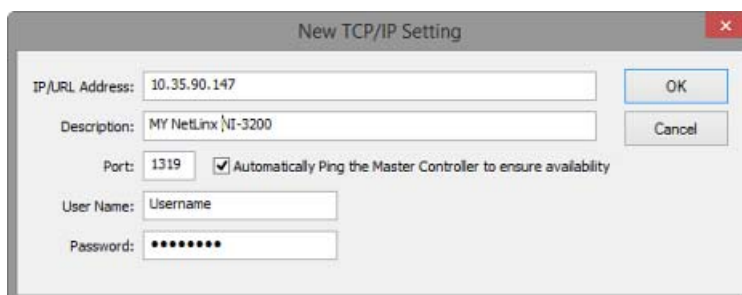 New TCP/IP Setting
IP/URL Address: 10.35.90.147 OK
Description: MY NetLinx NI-3200 Cancel
Port: 1319 Automatically Ping the Master Controller to ensure availability
User Name: Username
Password: ••••••••